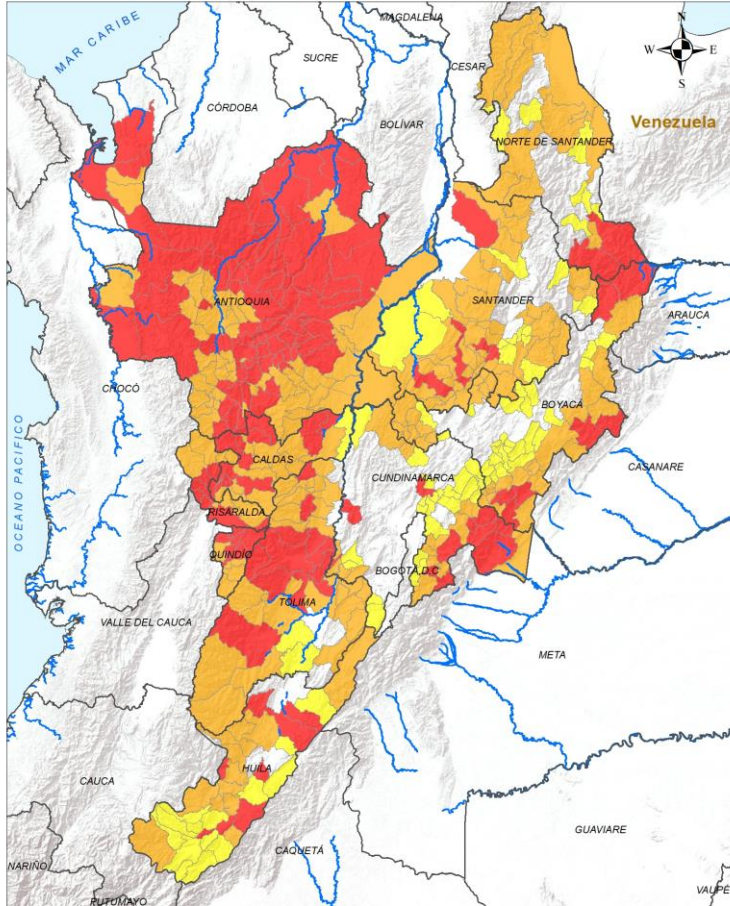 MAGDALENA
MAR CARIBE
N
SUCRE
W E
CESAR
S
CÓRDOBA
BOLÍVAR
Venezuela
NORTE DE SANTANDER
ANTIOQUIA
SANTANDER
ARAUCA
CHOCÓ
BOYACÁ
OCEANO PACIFICO
CALDAS
CUNDINAMARCA
CASANARE
RISARALDA
QUINDÍO
BOGOTÁ, D.C
TOLIMA
VALLE DEL CAUCA
META
HUILA
CAUCA
GUAVIARE
CAQUETÁ
NARIÑO
PUTUMAYO
VAUPÉ